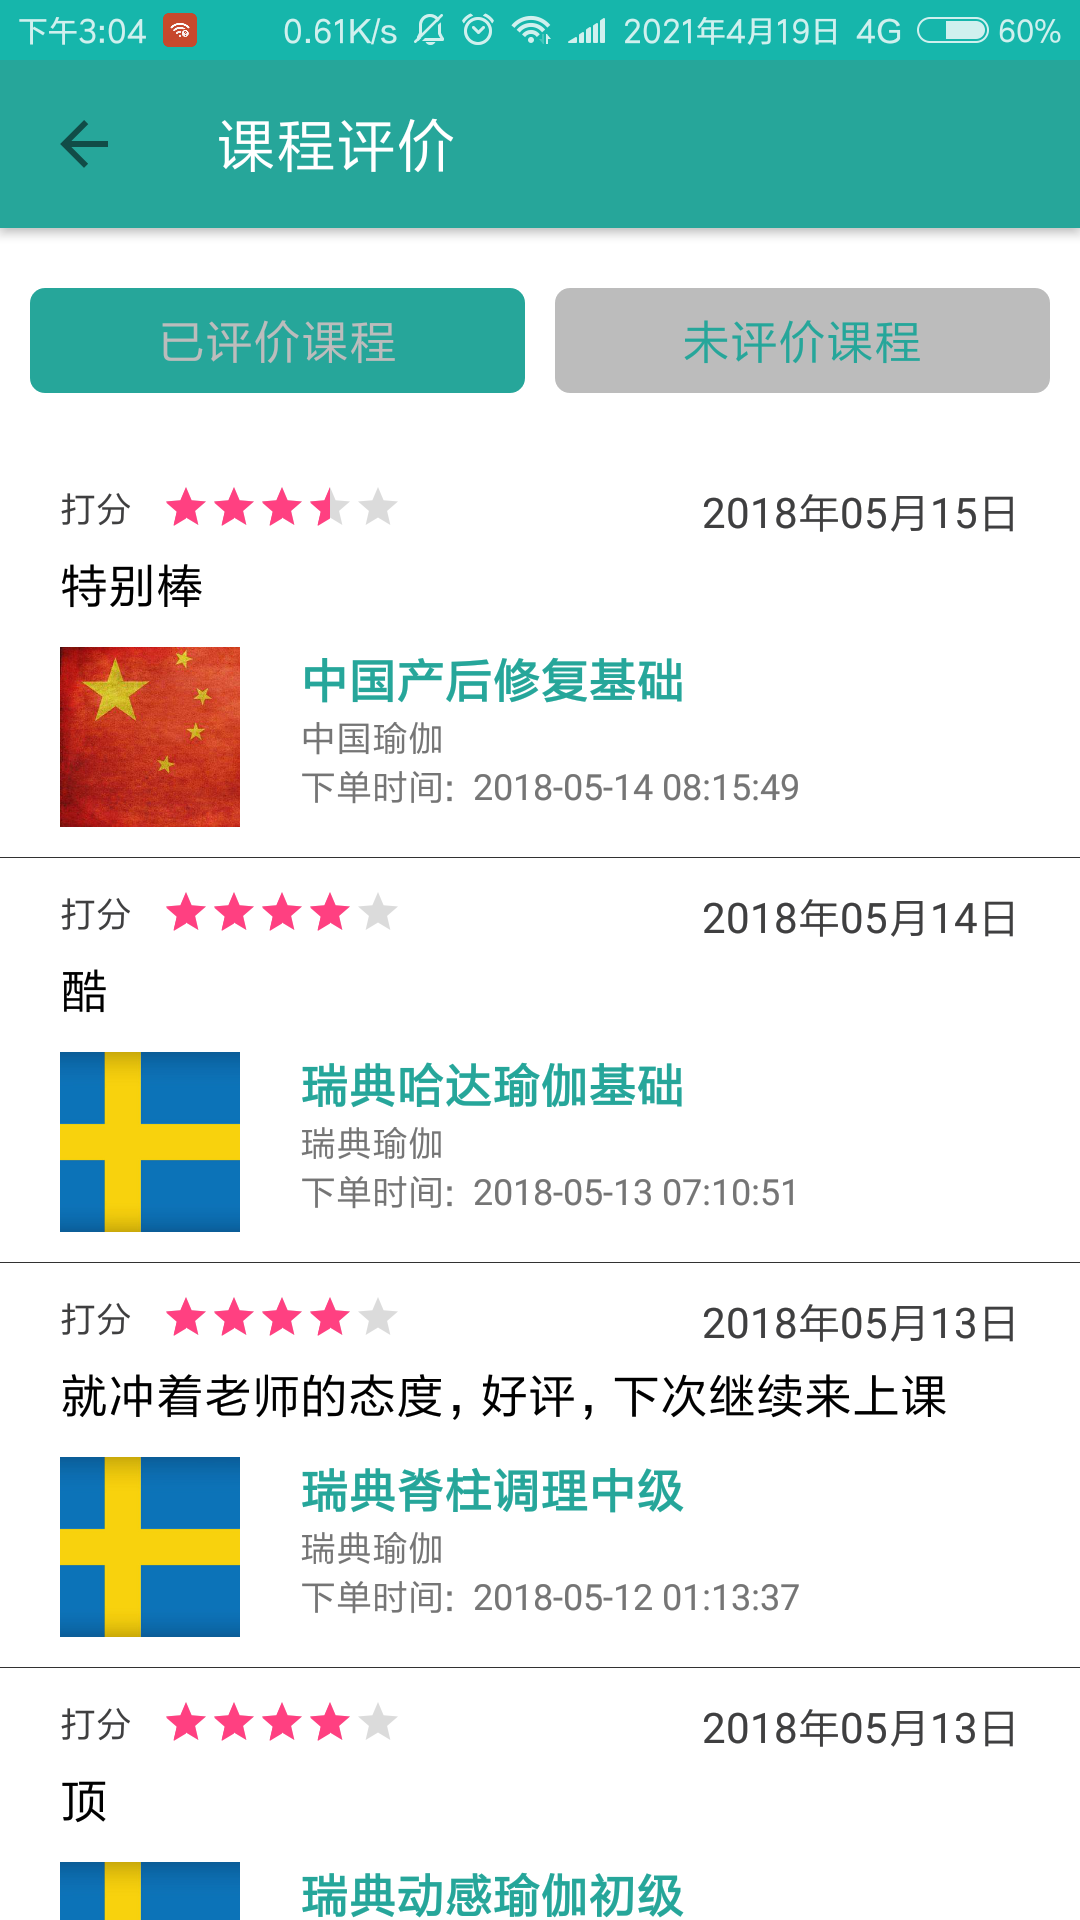 下午3:04 0.61K/s 2021年4月19日 4G 60%
课程评价
已评价课程 未评价课程
打分 2018年05月15日
特别棒
中国产后修复基础
中国瑜伽
下单时间: 2018-05-14 08:15:49
打分 2018年05月14日
酷
瑞典哈达瑜伽基础
瑞典瑜伽
下单时间: 2018-05-13 07:10:51
打分 2018年05月13日
就冲着老师的态度,好评,下次继续来上课
瑞典脊柱调理中级
瑞典瑜伽
下单时间: 2018-05-12 01:13:37
打分 2018年05月13日
顶
瑞典动感瑜伽初级